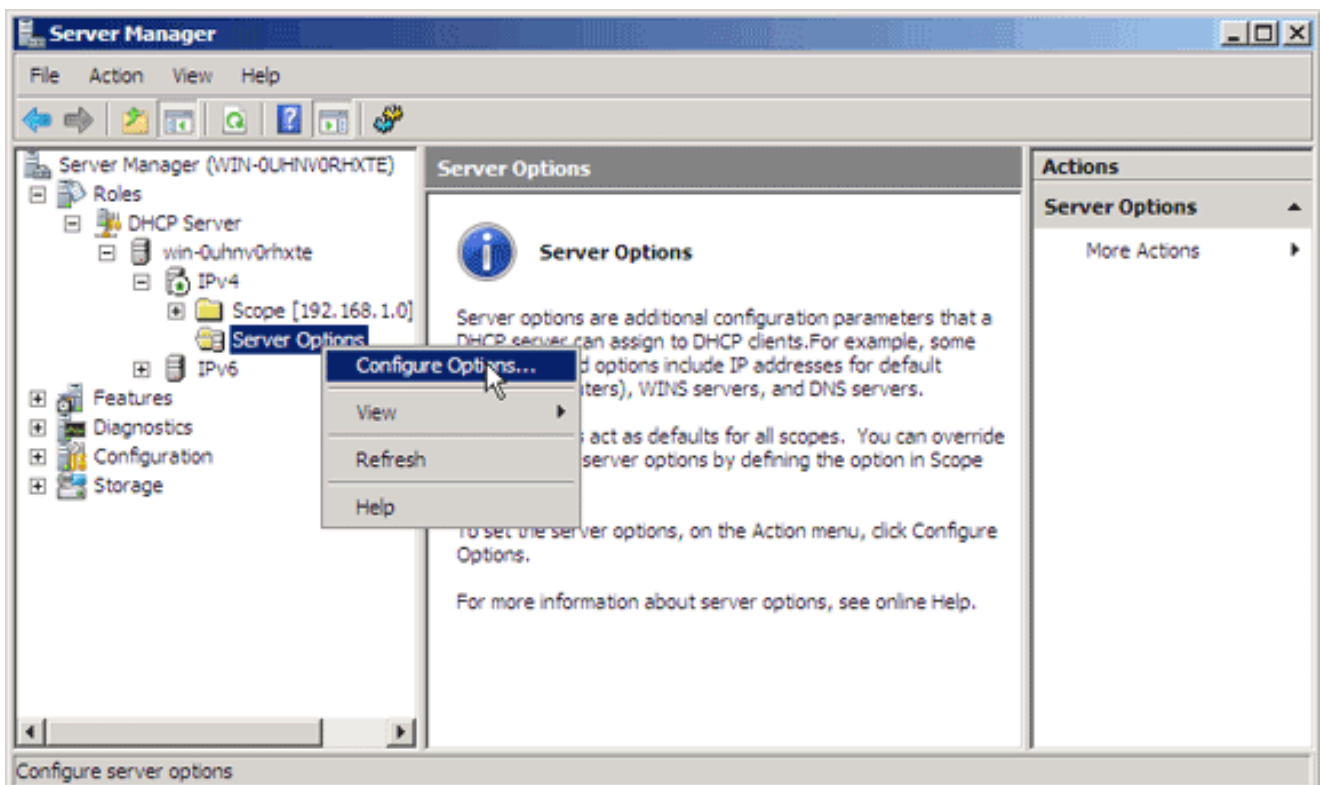 Server Manager
File Action View Help
Server Manager (WIN-0UHNV0RHXTE)
Roles
DHCP Server
win-0uhnv0rhxte
IPv4
Scope [192.168.1.0]
Server Options
IPv6
Features
Diagnostics
Configuration
Storage
Configure Options...
View
Refresh
Help
Server Options
Server Options
Server options are additional configuration parameters that a
DHCP server can assign to DHCP clients.For example, some
options include IP addresses for default
WINS servers, and DNS servers.
act as defaults for all scopes. You can override
server options by defining the option in Scope
To set the server options, on the Action menu, click Configure
Options.
For more information about server options, see online Help.
Actions
Server Options
More Actions
Configure server options